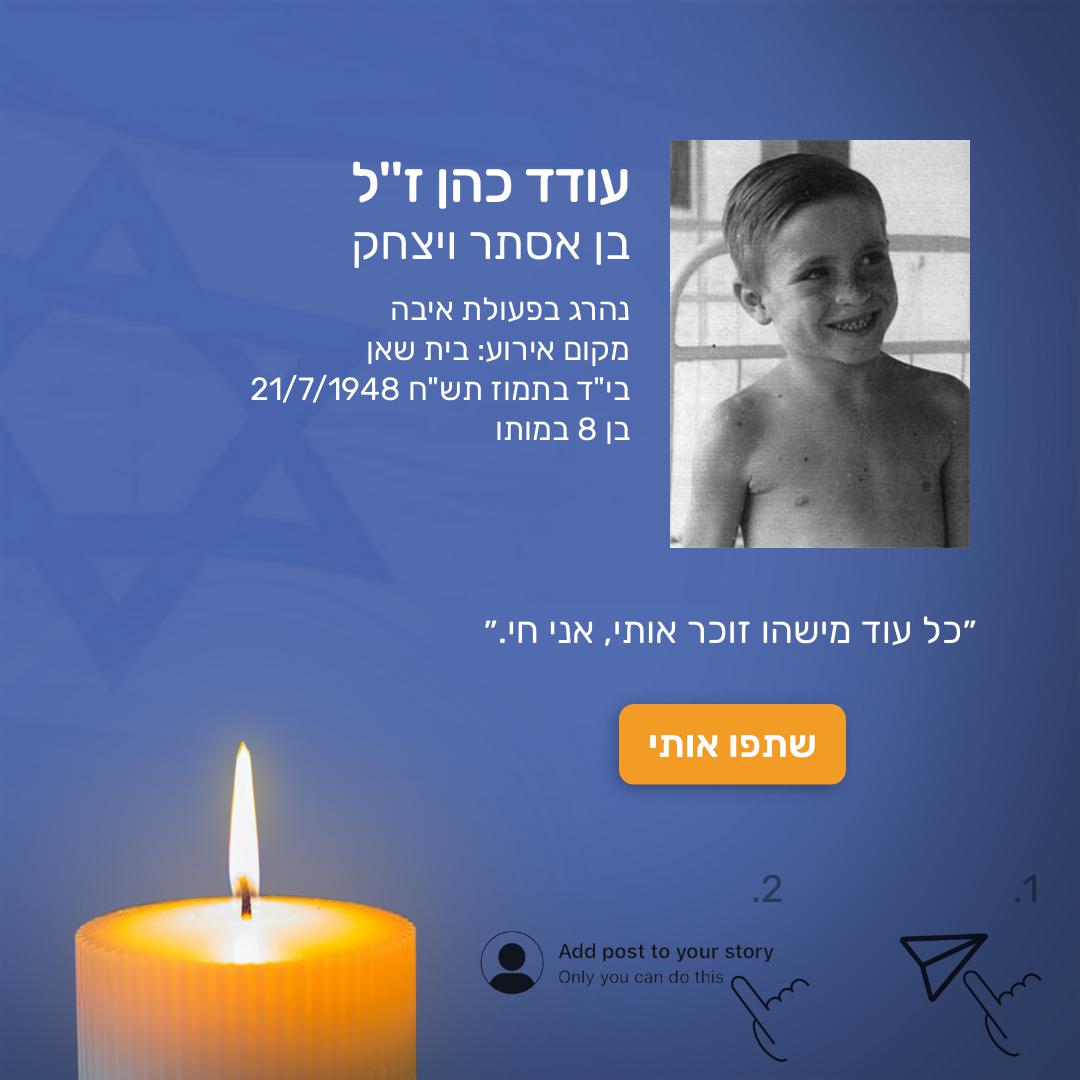 עודד כהן ז"ל
בן אסתר ויצחק
נהרג בפעולת איבה
מקום אירוע: בית שאן
בי"ד בתמוז תש"ח 21/7/1948
בן 8 במותו
״כל עוד מישהו זוכר אותי, אני חי.״
שתפו אותי
.1
.2
Add post to your story
Only you can do this